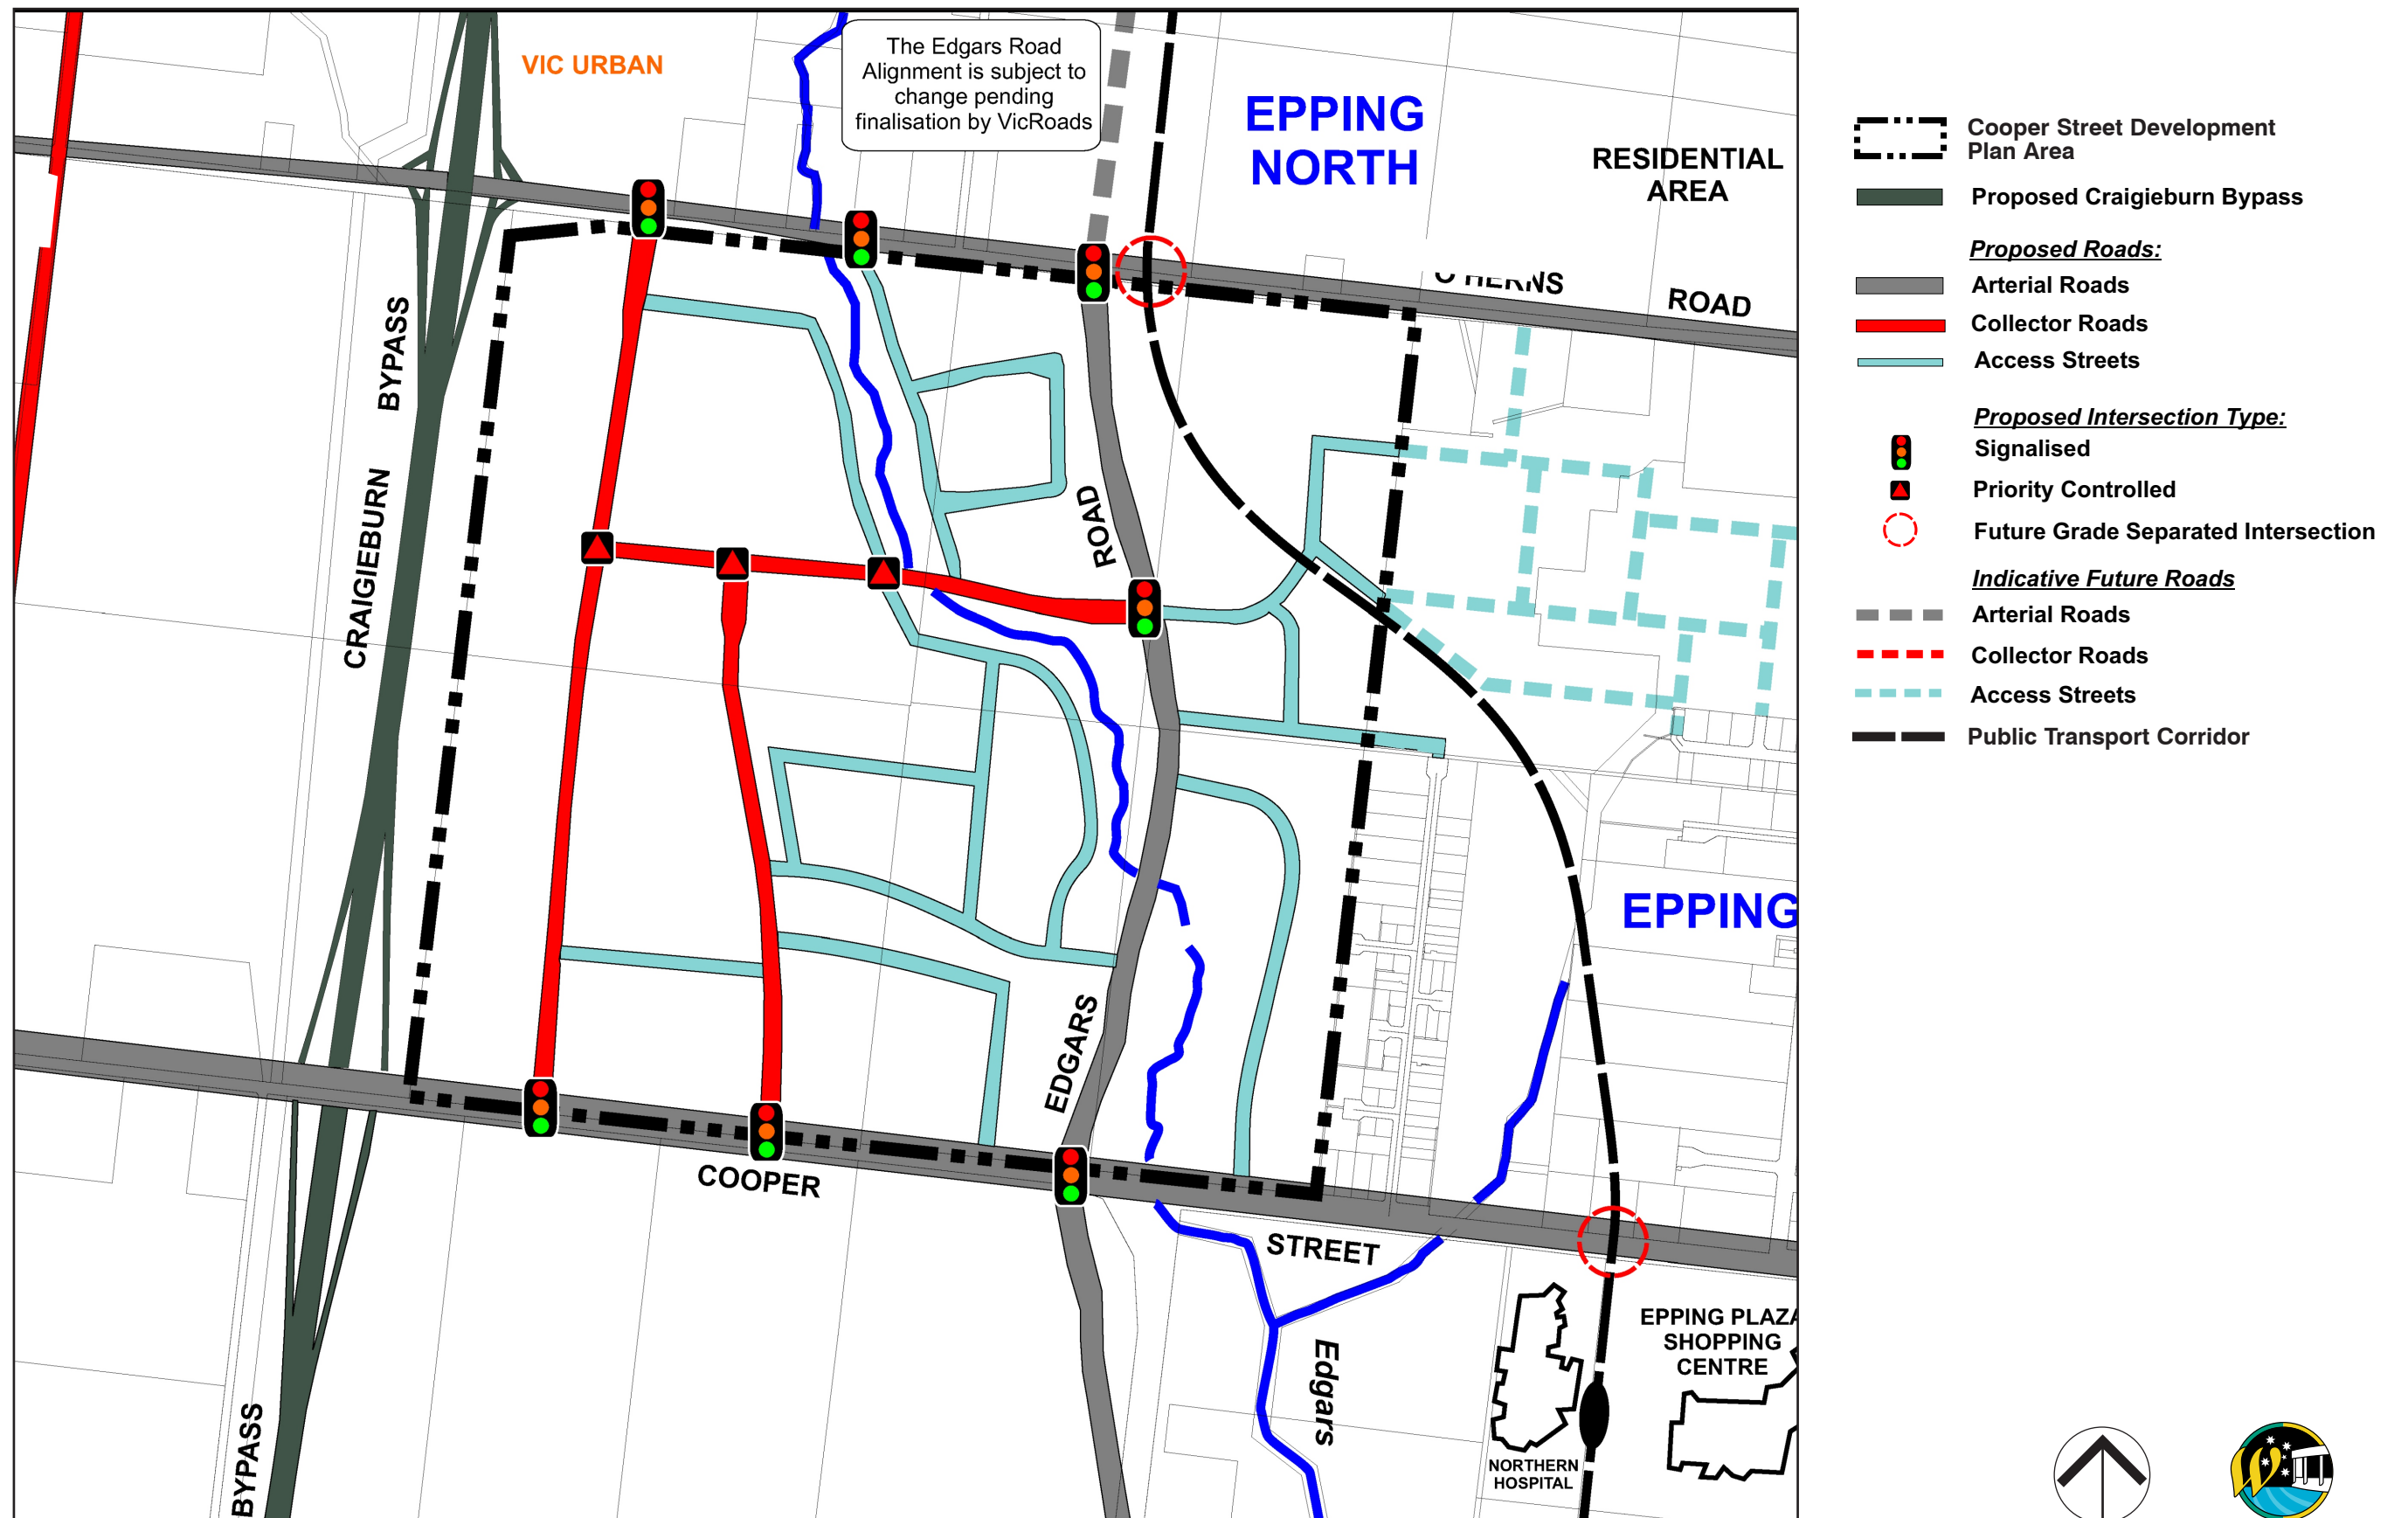 VIC URBAN
The Edgars Road
Alignment is subject to
change pending
finalisation by VicRoads
EPPING
NORTH
RESIDENTIAL
AREA
O'HERNS
ROAD
BYPASS
CRAIGIEBURN
ROAD
EPPING
EDGARS
COOPER
STREET
Edgars
EPPING PLAZA
SHOPPING
CENTRE
NORTHERN
HOSPITAL
BYPASS
Cooper Street Development
Plan Area
Proposed Craigieburn Bypass
Proposed Roads:
Arterial Roads
Collector Roads
Access Streets
Proposed Intersection Type:
Signalised
Priority Controlled
Future Grade Separated Intersection
Indicative Future Roads
Arterial Roads
Collector Roads
Access Streets
Public Transport Corridor